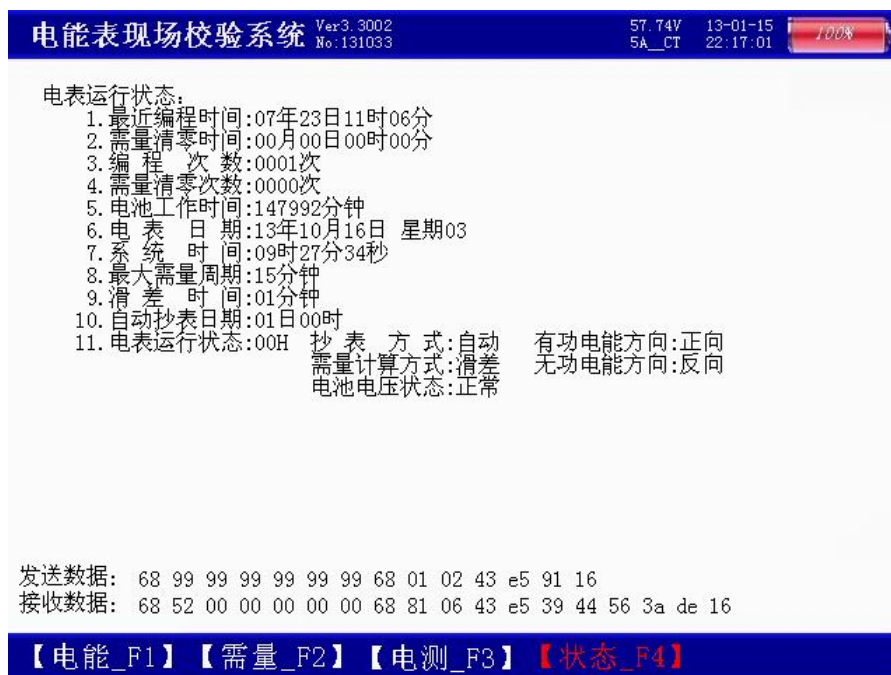 电能表现场校验系统 Ver3.3002 No:131033 57.74V 5A__CT 13-01-15 22:17:01 100%
电表运行状态:
1.最近编程时间:07年23日11时06分
2.需量清零时间:00月00日00时00分
3.编 程 次 数:0001次
4.需量清零次数:0000次
5.电池工作时间:147992分钟
6.电 表 日 期:13年10月16日 星期03
7.系 统 时 间:09时27分34秒
8.最大需量周期:15分钟
9.滑 差 时 间:01分钟
10.自动抄表日期:01日00时
11.电表运行状态:00H 抄 表 方 式:自动 有功电能方向:正向
需量计算方式:滑差 无功电能方向:反向
电池电压状态:正常
发送数据: 68 99 99 99 99 99 99 68 01 02 43 e5 91 16
接收数据: 68 52 00 00 00 00 00 68 81 06 43 e5 39 44 56 3a de 16
【电能_F1】【需量_F2】【电测_F3】【状态_F4】